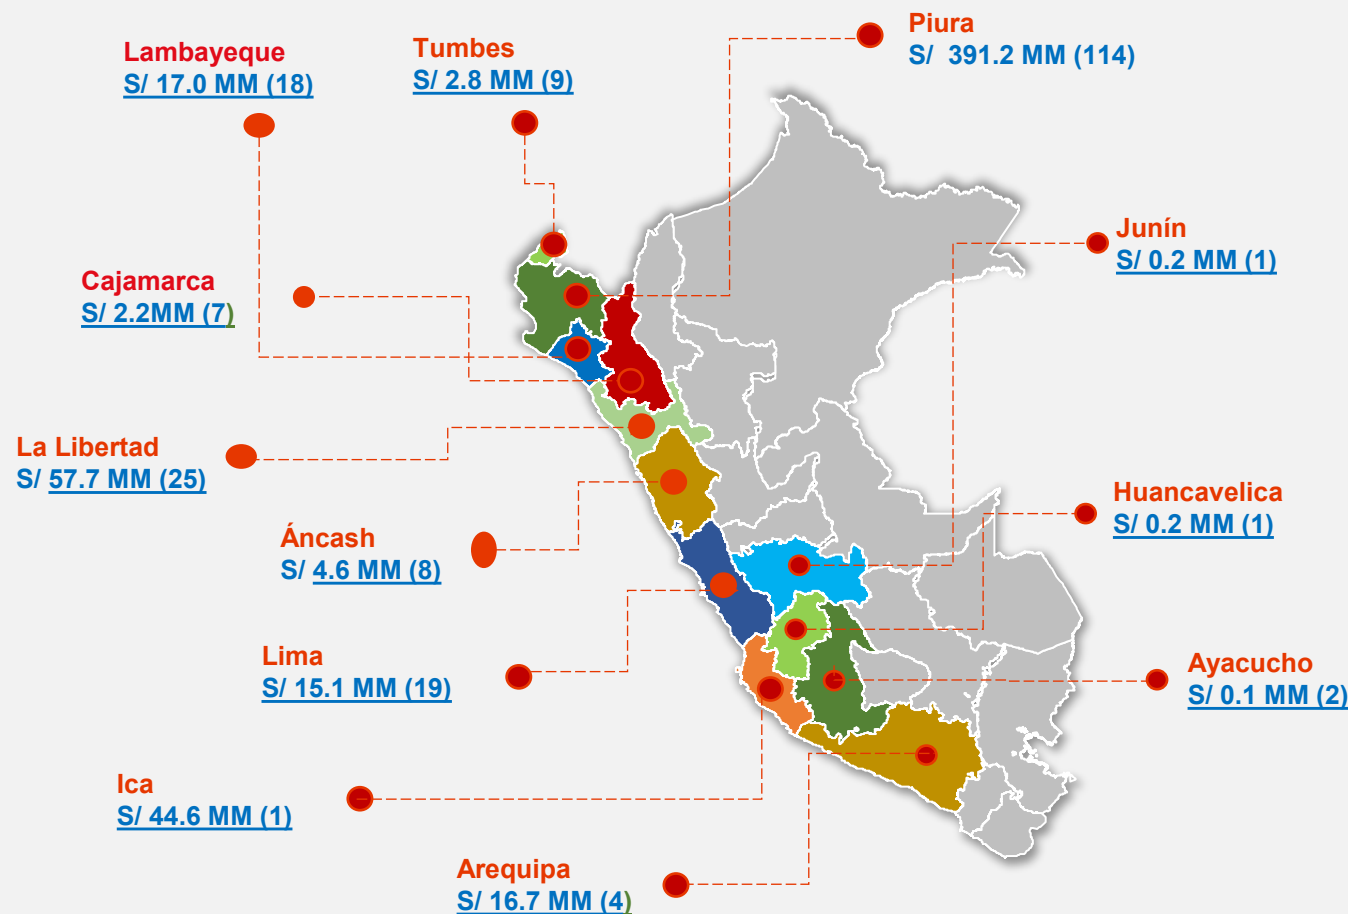 Piura
S/  391.2 MM (114)
Tumbes
S/ 2.8 MM (9)
Lambayeque
S/ 17.0 MM (18)
Junín
S/ 0.2 MM (1)
Cajamarca
S/ 2.2MM (7)
La Libertad
S/ 57.7 MM (25)
Huancavelica
S/ 0.2 MM (1)
Áncash
S/ 4.6 MM (8)
Lima
S/ 15.1 MM (19)
Ayacucho
S/ 0.1 MM (2)
Ica
S/ 44.6 MM (1)
Arequipa
S/ 16.7 MM (4)